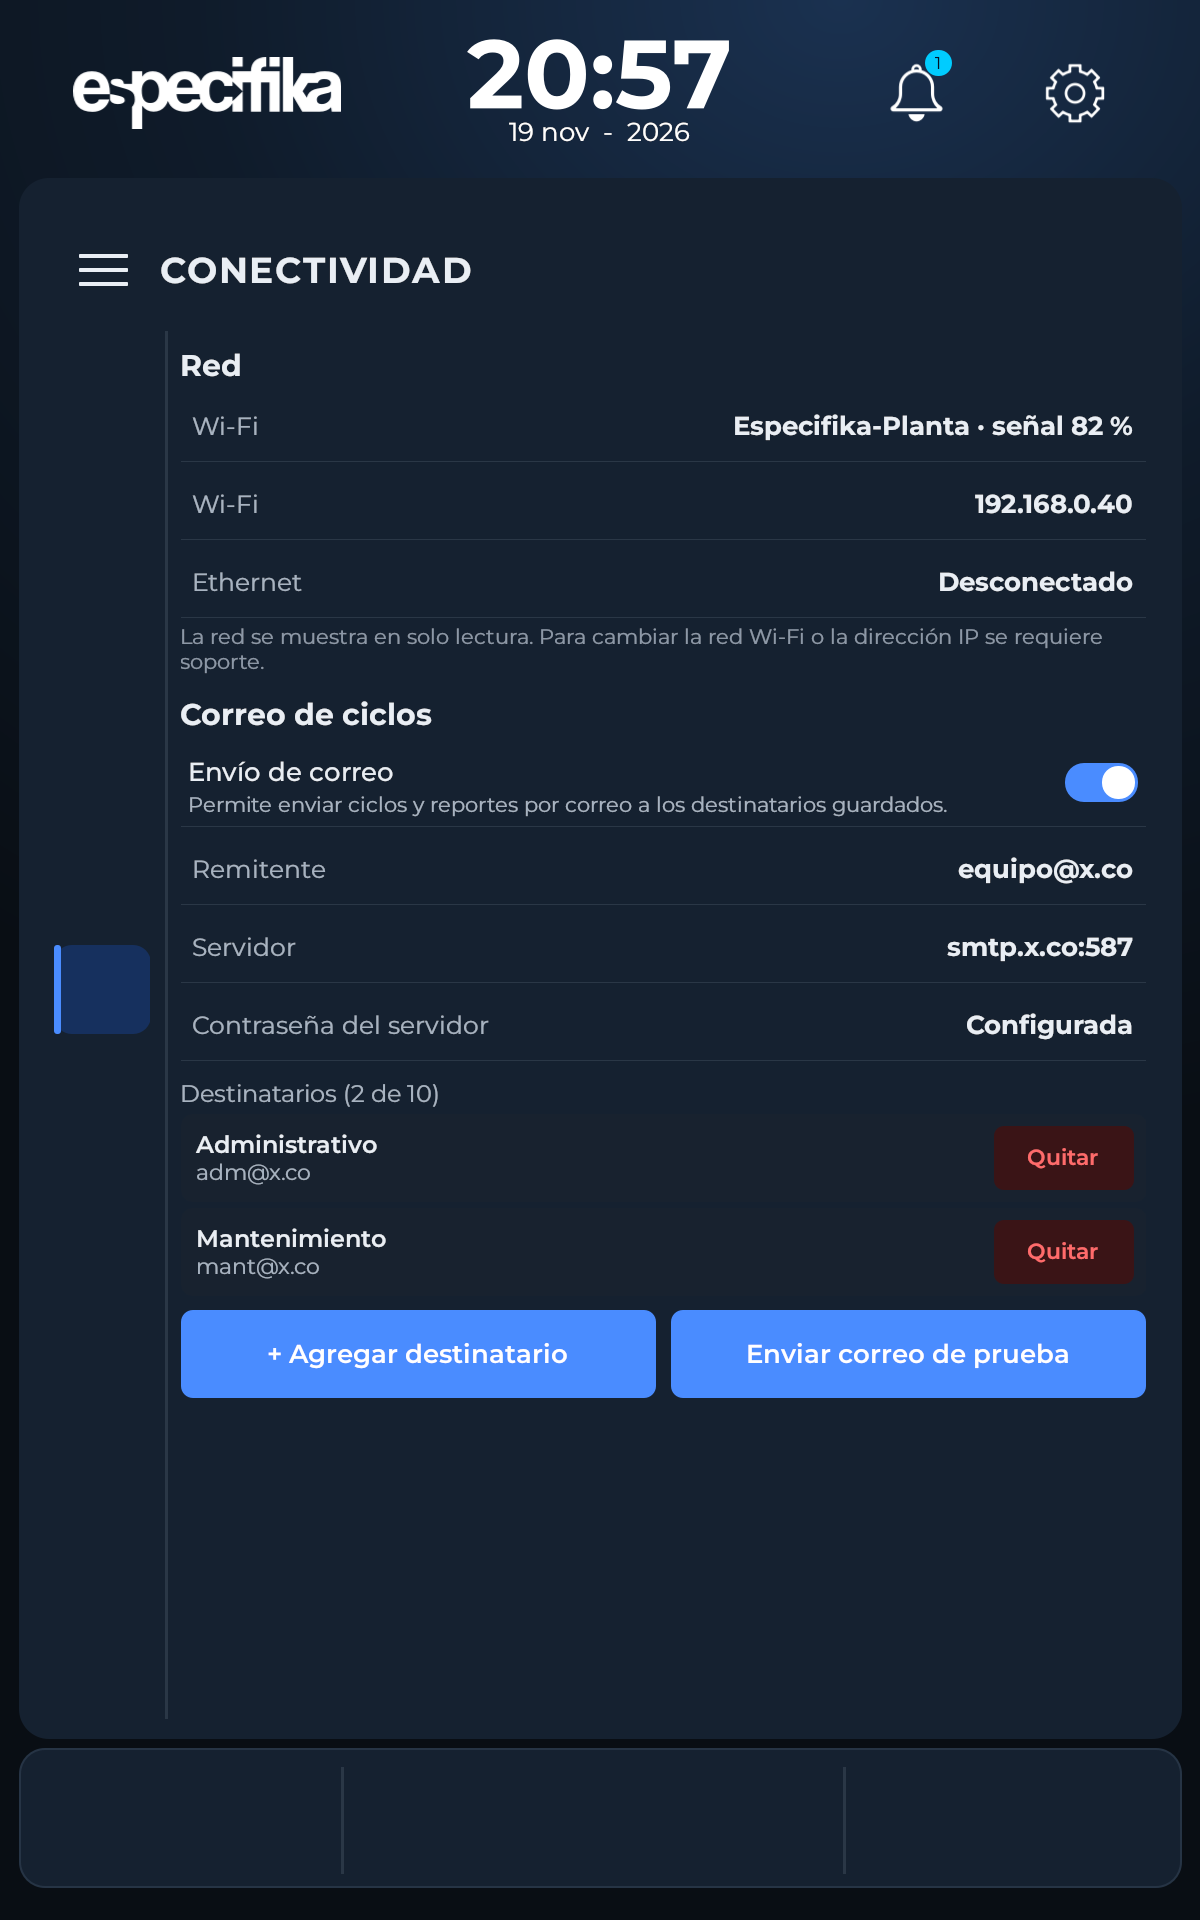 especifika
20:57
19 nov - 2026
1
CONECTIVIDAD
Red
Wi-Fi
Especifika-Planta · señal 82 %
Wi-Fi
192.168.0.40
Ethernet
Desconectado
La red se muestra en solo lectura. Para cambiar la red Wi-Fi o la dirección IP se requiere
soporte.
Correo de ciclos
Envío de correo
Permite enviar ciclos y reportes por correo a los destinatarios guardados.
Remitente
equipo@x.co
Servidor
smtp.x.co:587
Contraseña del servidor
Configurada
Destinatarios (2 de 10)
Administrativo
adm@x.co
Quitar
Mantenimiento
mant@x.co
Quitar
+ Agregar destinatario
Enviar correo de prueba